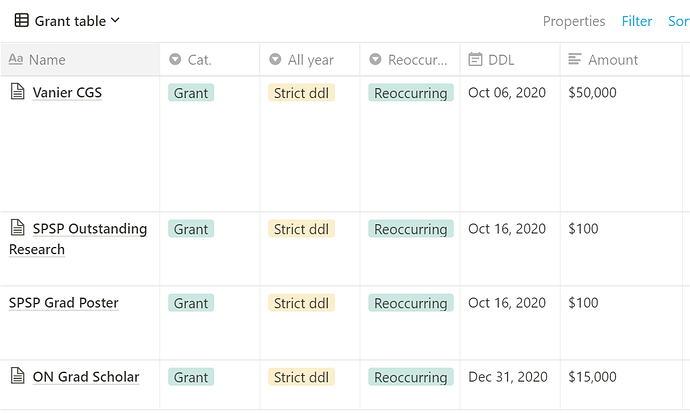 Grant table Properties Filter Sor
Aa Name Cat. All year Reoccur... DDL Amount
Vanier CGS Grant Strict ddl Reoccurring Oct 06, 2020 $50,000
SPSP Outstanding Grant Strict ddl Reoccurring Oct 16, 2020 $100
Research
SPSP Grad Poster Grant Strict ddl Reoccurring Oct 16, 2020 $100
ON Grad Scholar Grant Strict ddl Reoccurring Dec 31, 2020 $15,000